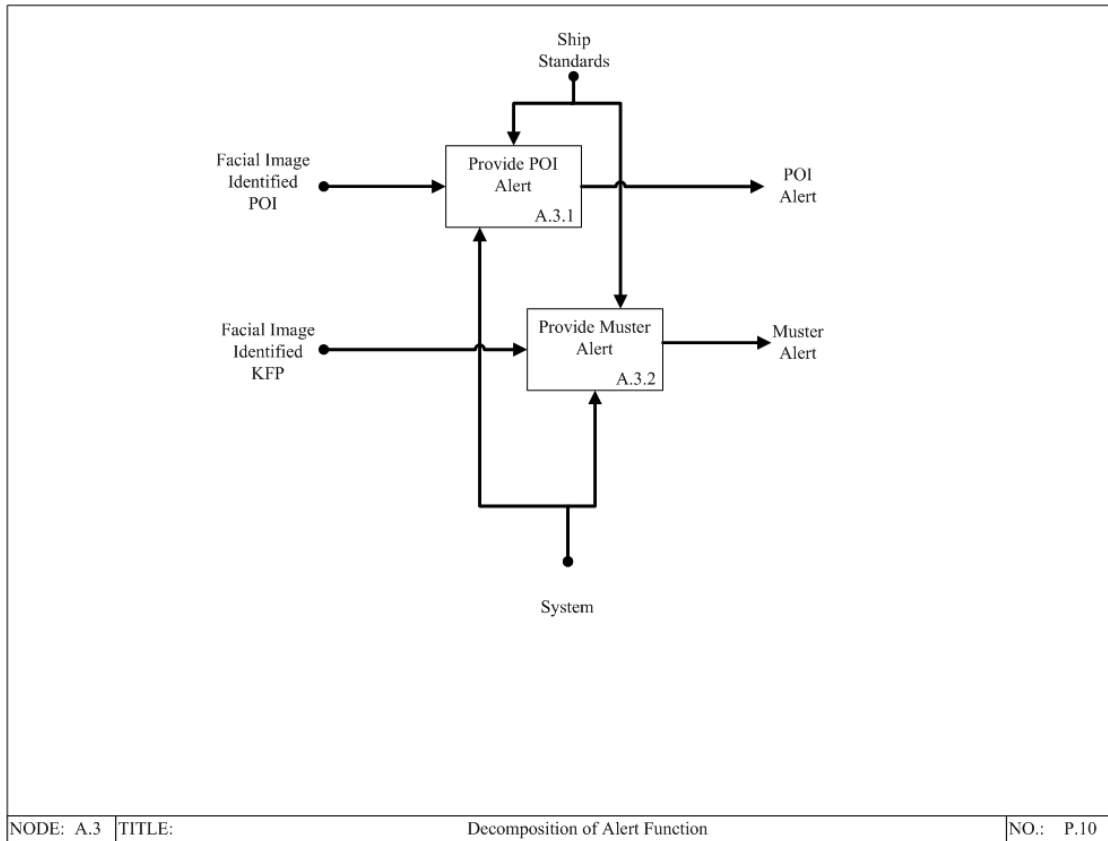 Ship
Standards
Facial Image
Identified
POI
Provide POI
Alert
A.3.1
POI
Alert
Facial Image
Identified
KFP
Provide Muster
Alert
A.3.2
Muster
Alert
System
NODE: A.3
TITLE:
Decomposition of Alert Function
NO.: P.10